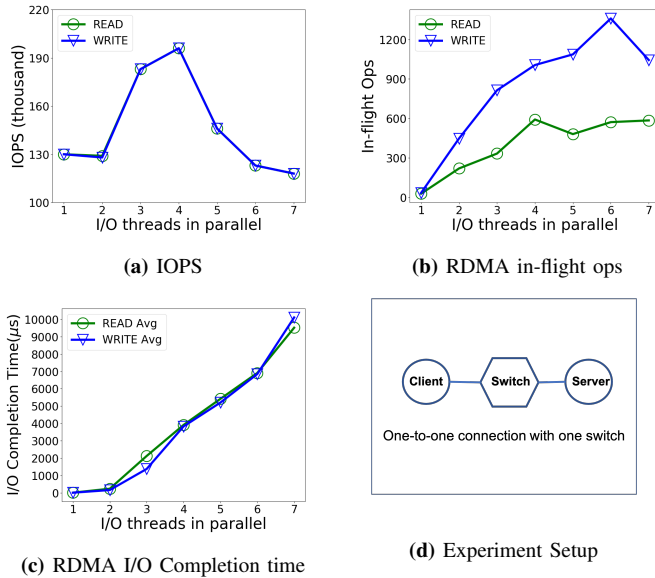 220
190
160
130
100
IOPS (thousand)
READ
WRITE
1 2 3 4 5 6 7
I/O threads in parallel
(a) IOPS
1200
900
600
300
0
In-flight Ops
READ
WRITE
1 2 3 4 5 6 7
I/O threads in parallel
(b) RDMA in-flight ops
10000
9000
8000
7000
6000
5000
4000
3000
2000
1000
0
I/O Completion Time(μs)
READ Avg
WRITE Avg
1 2 3 4 5 6 7
I/O threads in parallel
(c) RDMA I/O Completion time
Client Switch Server
One-to-one connection with one switch
(d) Experiment Setup